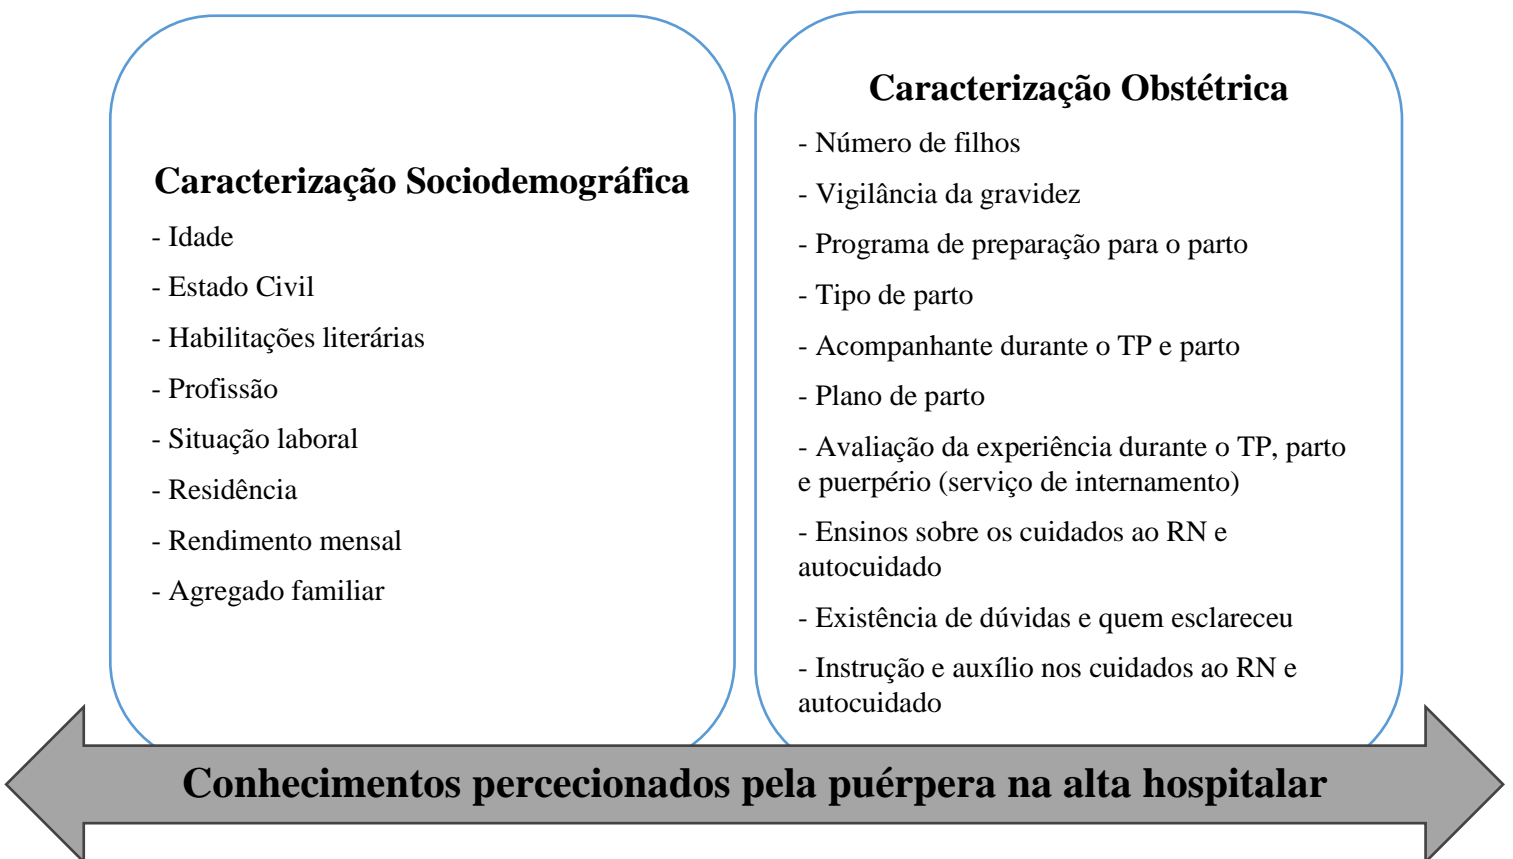 Caracterização Sociodemográfica
- Idade
- Estado Civil
- Habilitações literárias
- Profissão
- Situação laboral
- Residência
- Rendimento mensal
- Agregado familiar
Caracterização Obstétrica
- Número de filhos
- Vigilância da gravidez
- Programa de preparação para o parto
- Tipo de parto
- Acompanhante durante o TP e parto
- Plano de parto
- Avaliação da experiência durante o TP, parto
e puerpério (serviço de internamento)
- Ensinos sobre os cuidados ao RN e
autocuidado
- Existência de dúvidas e quem esclareceu
- Instrução e auxílio nos cuidados ao RN e
autocuidado
Conhecimentos percecionados pela puérpera na alta hospitalar